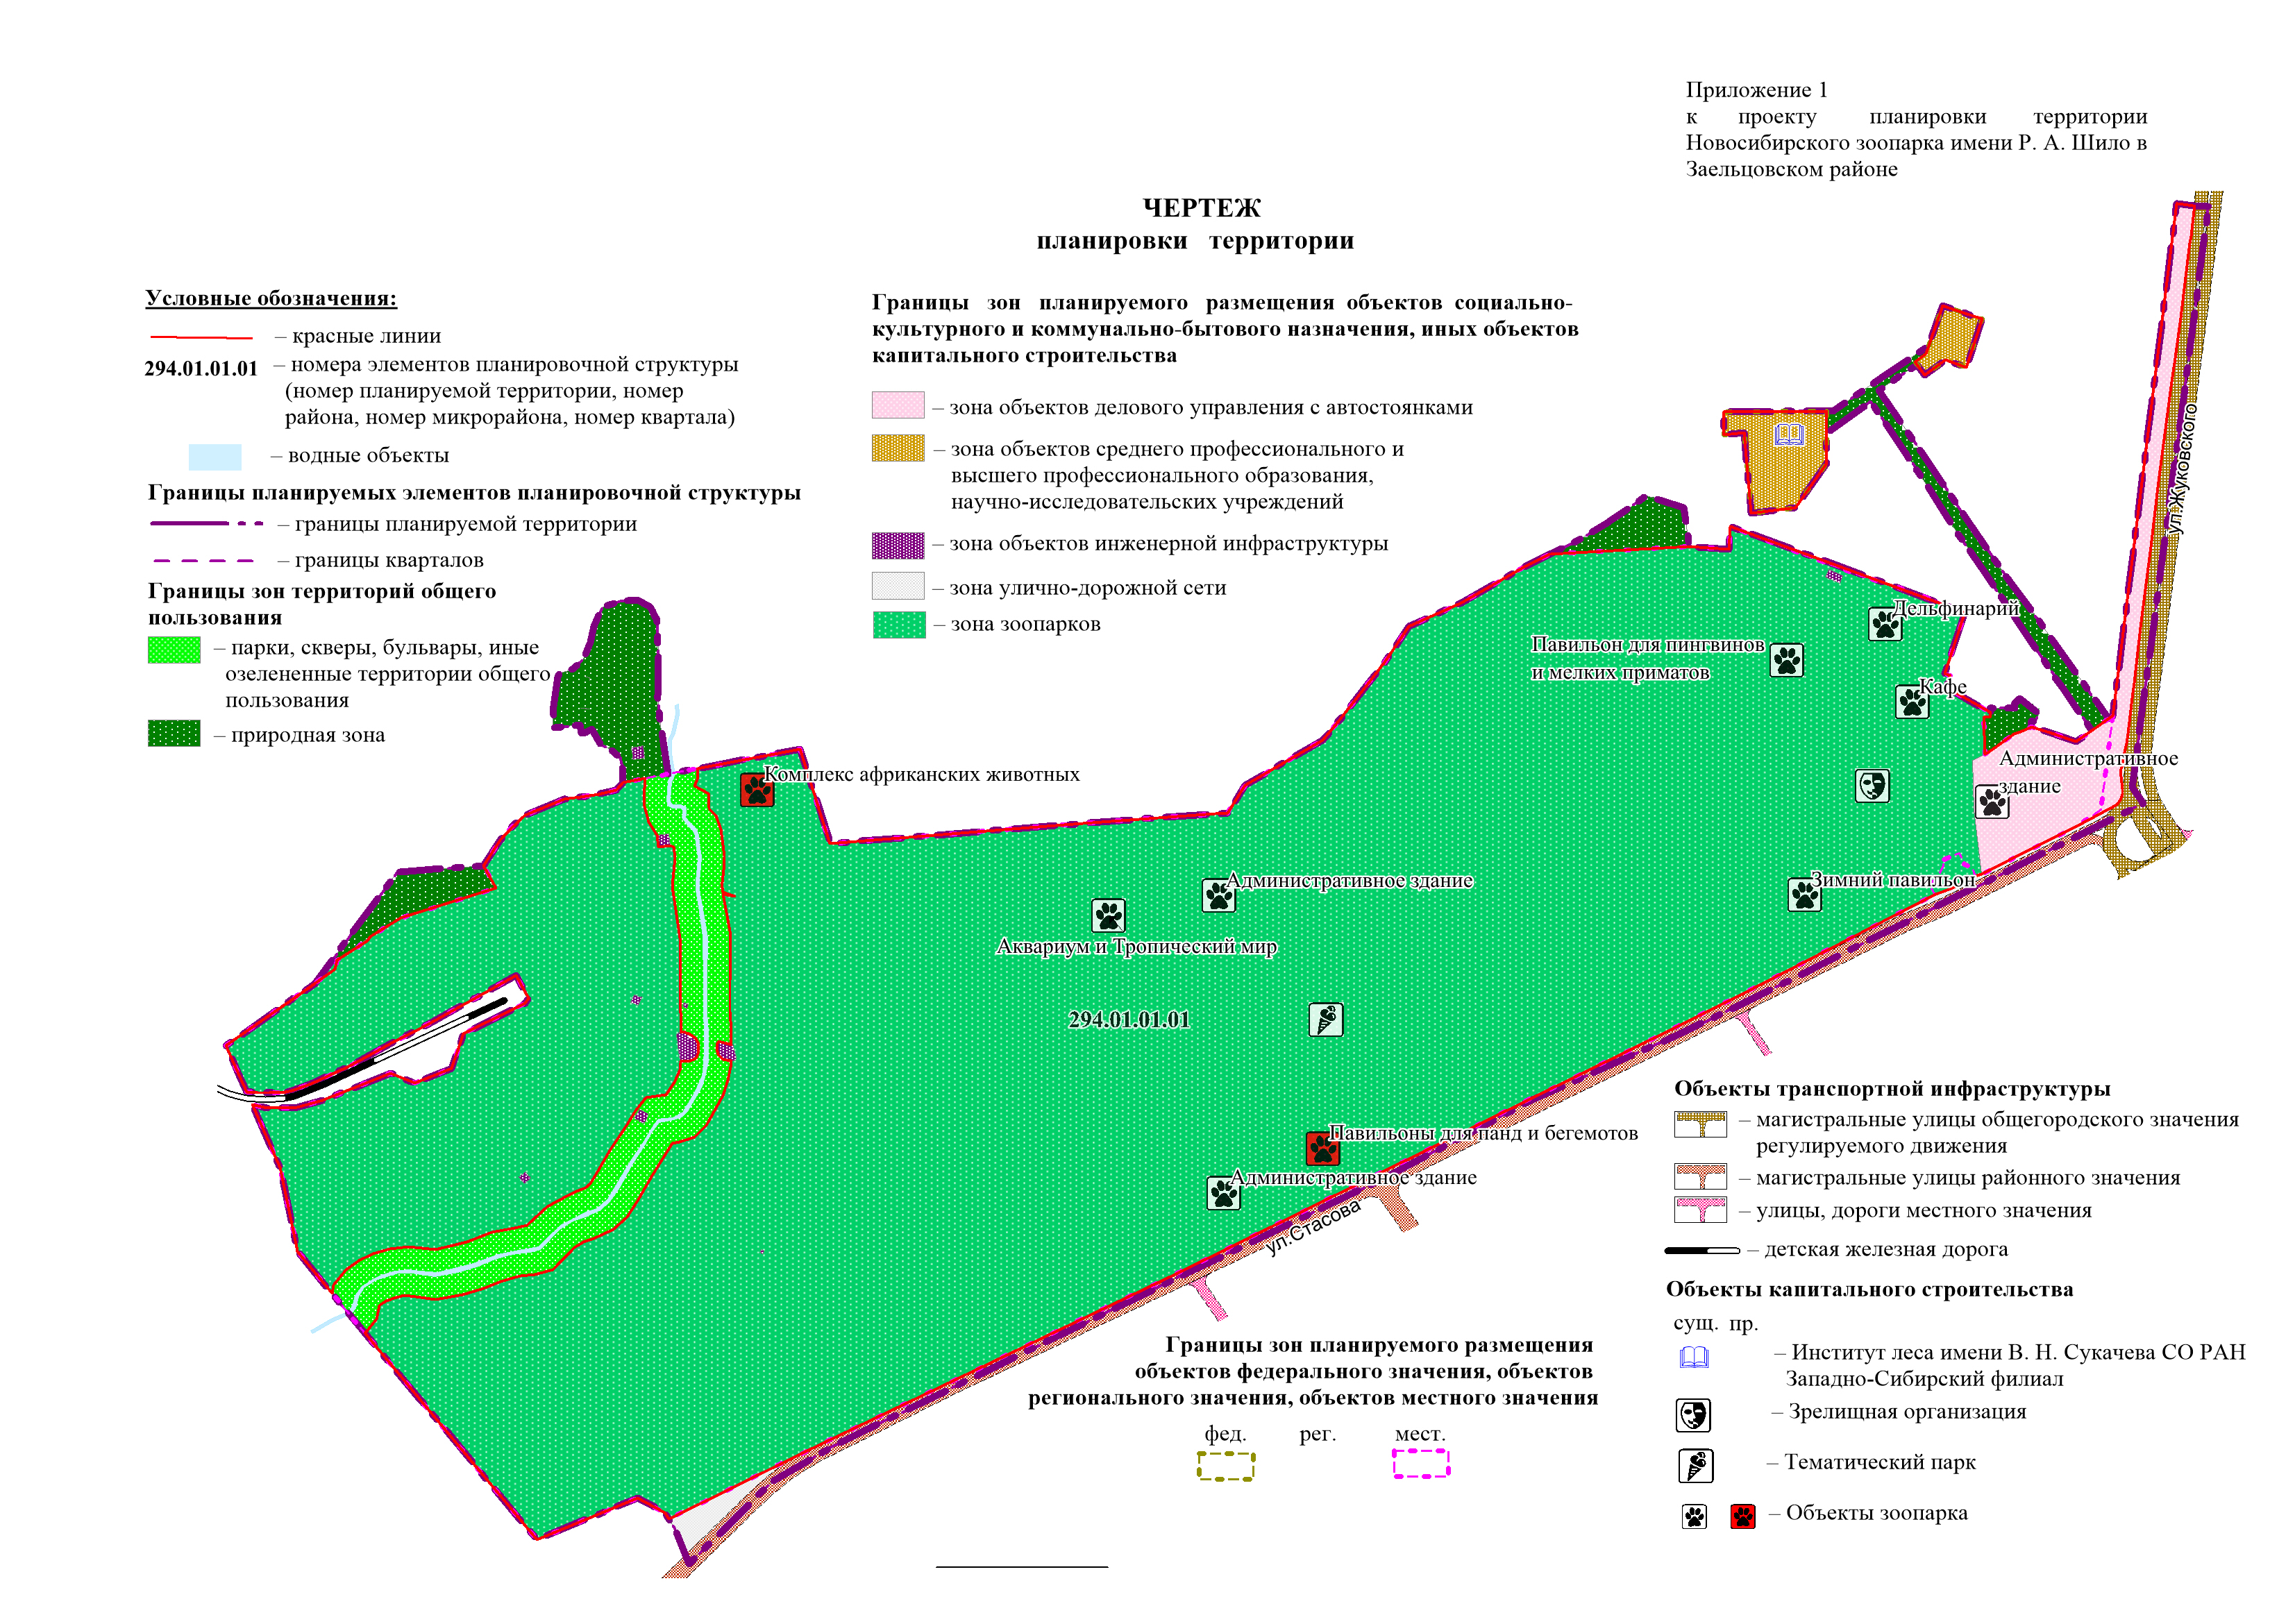 Приложение 1
к проекту планировки территории
Новосибирского зоопарка имени Р. А. Шило в
Заельцовском районе
ЧЕРТЕЖ
планировки территории
Условные обозначения:
– красные линии
294.01.01.01 – номера элементов планировочной структуры
(номер планируемой территории, номер
района, номер микрорайона, номер квартала)
– водные объекты
Границы планируемых элементов планировочной структуры
– границы планируемой территории
– границы кварталов
Границы зон территорий общего
пользования
– парки, скверы, бульвары, иные
озелененные территории общего
пользования
– природная зона
Границы зон планируемого размещения объектов социально-
культурного и коммунально-бытового назначения, иных объектов
капитального строительства
– зона объектов делового управления с автостоянками
– зона объектов среднего профессионального и
высшего профессионального образования,
научно-исследовательских учреждений
– зона объектов инженерной инфраструктуры
– зона улично-дорожной сети
– зона зоопарков
ул.Жуковского
Дельфинарий
Павильон для пингвинов
и мелких приматов
Кафе
Административное
здание
Комплекс африканских животных
Административное здание
Зимний павильон
Аквариум и Тропический мир
294.01.01.01
Павильоны для панд и бегемотов
Административное здание
ул.Стасова
Объекты транспортной инфраструктуры
– магистральные улицы общегородского значения
регулируемого движения
– магистральные улицы районного значения
– улицы, дороги местного значения
– детская железная дорога
Объекты капитального строительства
сущ. пр.
– Институт леса имени В. Н. Сукачева СО РАН
Западно-Сибирский филиал
– Зрелищная организация
– Тематический парк
– Объекты зоопарка
Границы зон планируемого размещения
объектов федерального значения, объектов
регионального значения, объектов местного значения
фед. рег. мест.